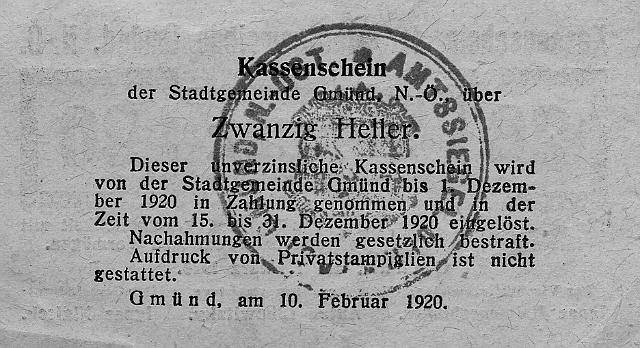 Kassenschein
der Stadtgemeinde Gmünd, N.-Ö., über
Zwanzig Heller.
Dieser unverzinsliche Kassenschein wird
von der Stadtgemeinde Gmünd bis 1. Dezem-
ber 1920 in Zahlung genommen und in der
Zeit vom 15. bis 31. Dezember 1920 eingelöst.
Nachahmungen werden gesetzlich bestraft.
Aufdruck von Privatstampiglien ist nicht
gestattet.
Gmünd, am 10. Februar 1920.
AMTSSIEGEL